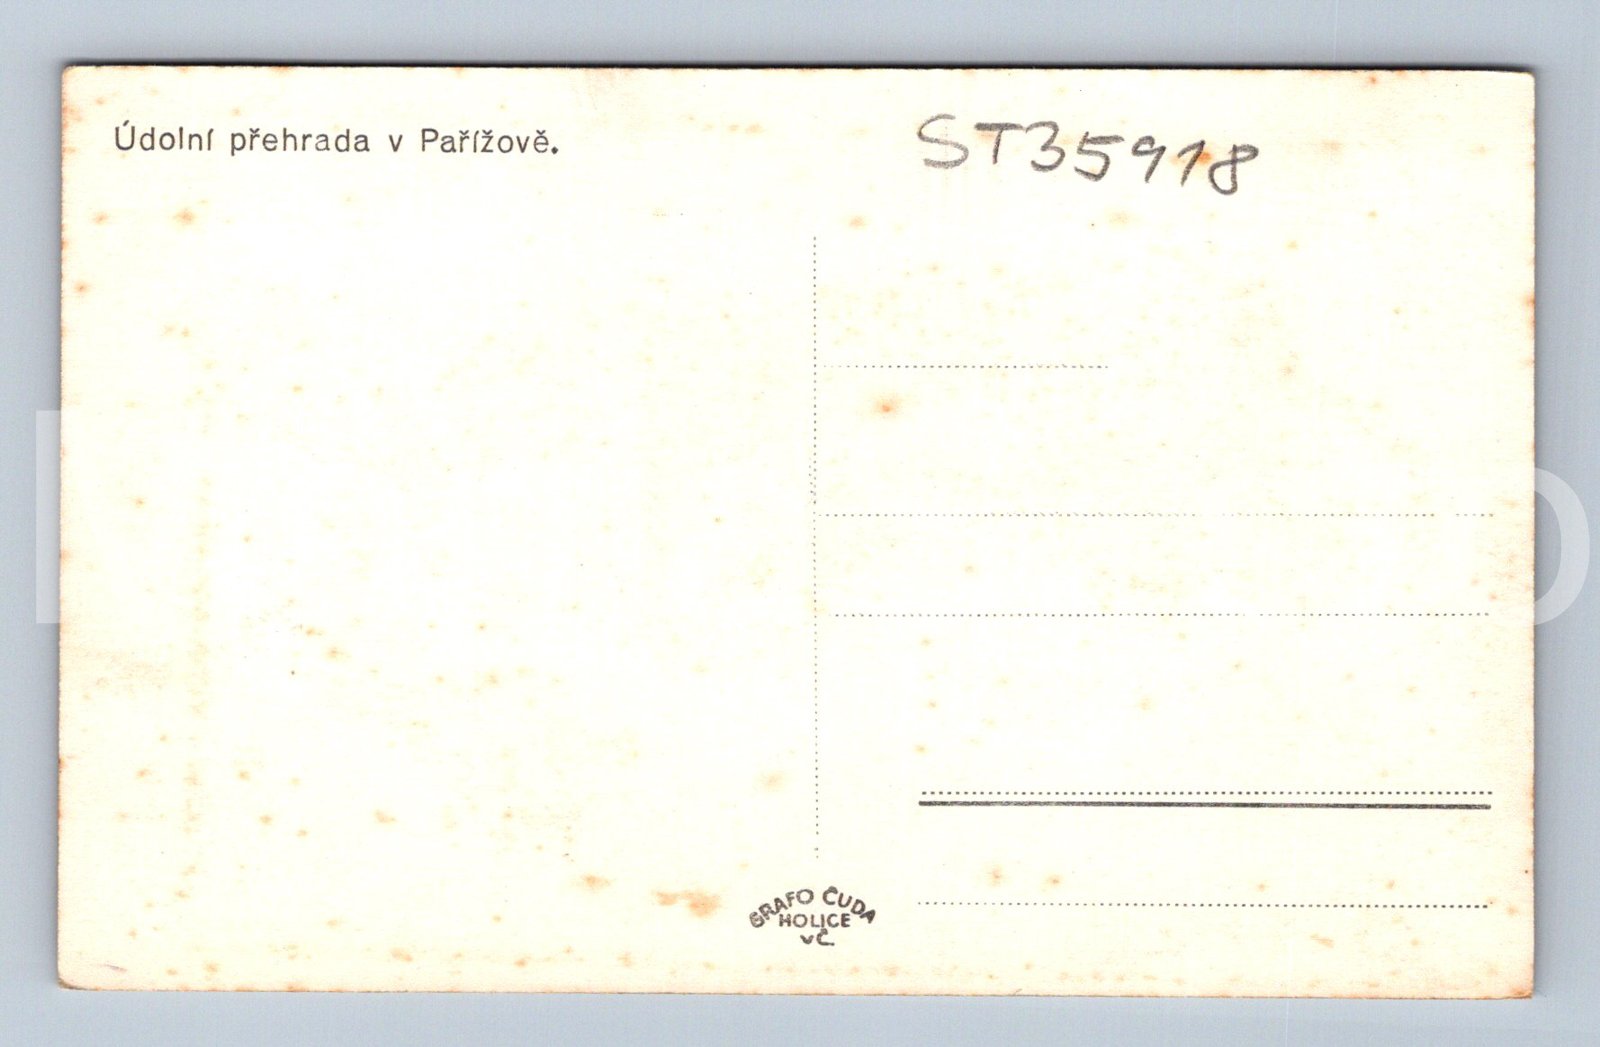 Údolní přehrada v Pařížově.
ST35918
GRAFO ČUDA
HOLICE
vČ.